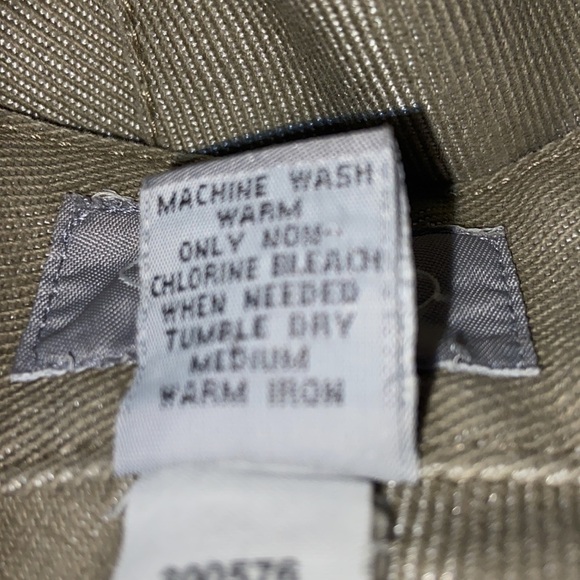 MACHINE WASH
WARM
ONLY NON-
CHLORINE BLEACH
WHEN NEEDED
TUMBLE DRY
MEDIUM
WARM IRON